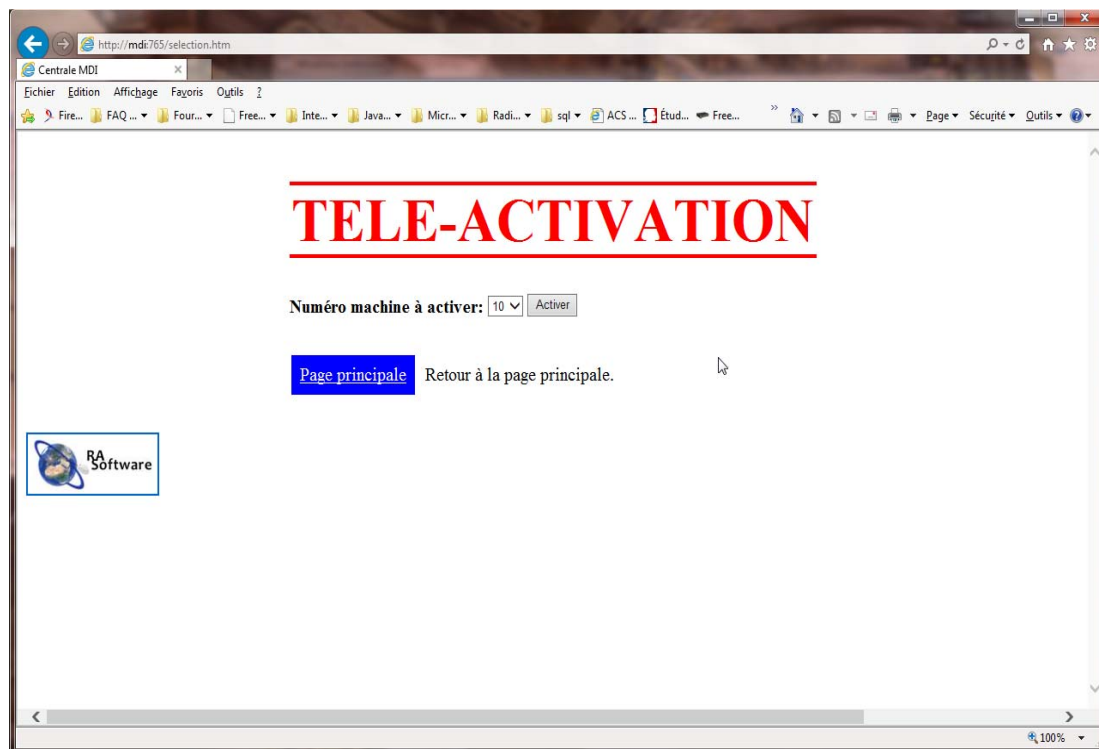 http://mdi:765/selection.htm
Centrale MDI
Fichier Edition Affichage Favoris Outils ?
Fire... FAQ ... Four... Free... Inte... Java... Micr... Radi... sql ACS ... Étud... Free... » Page Sécurité Outils
TELE-ACTIVATION
Numéro machine à activer: 10 Activer
Page principale Retour à la page principale.
RA
Software
100%